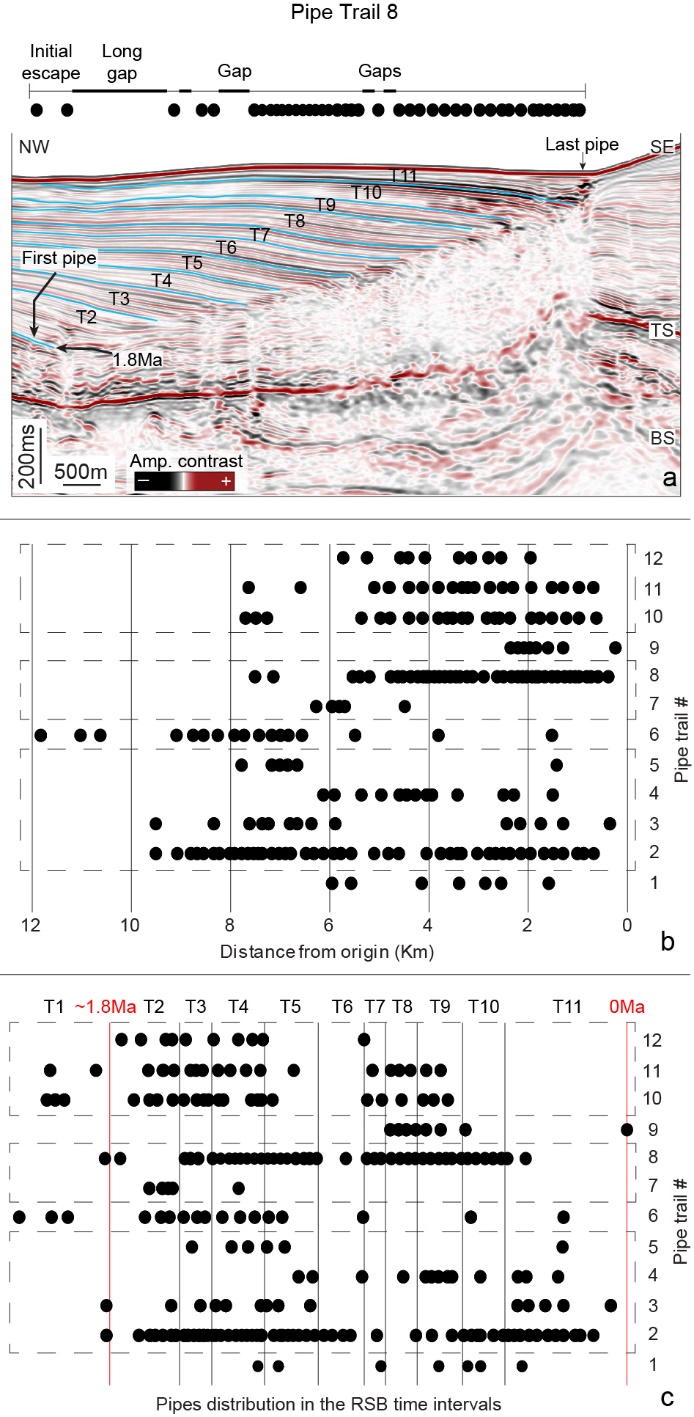 Pipe Trail 8
Initial escape
Long gap
Gap
Gaps
NW
Last pipe
SE
T11
T10
T9
T8
T7
T6
T5
T4
T3
T2
First pipe
1.8Ma
TS
BS
200ms
500m
Amp. contrast
− +
a
12
11
10
9
8
7
6
5
4
3
2
1
Pipe trail #
12 10 8 6 4 2 0
Distance from origin (Km)
b
T1 ~1.8Ma T2 T3 T4 T5 T6 T7 T8 T9 T10 T11 0Ma
12
11
10
9
8
7
6
5
4
3
2
1
Pipe trail #
Pipes distribution in the RSB time intervals
c